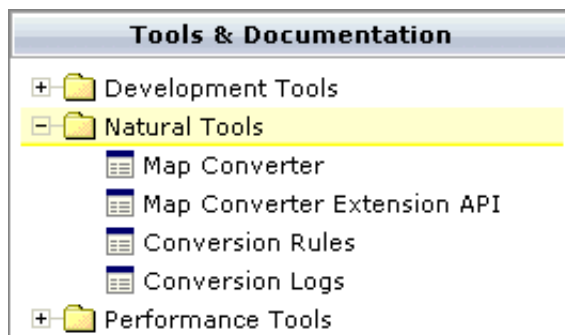 Tools & Documentation
Development Tools
Natural Tools
Map Converter
Map Converter Extension API
Conversion Rules
Conversion Logs
Performance Tools